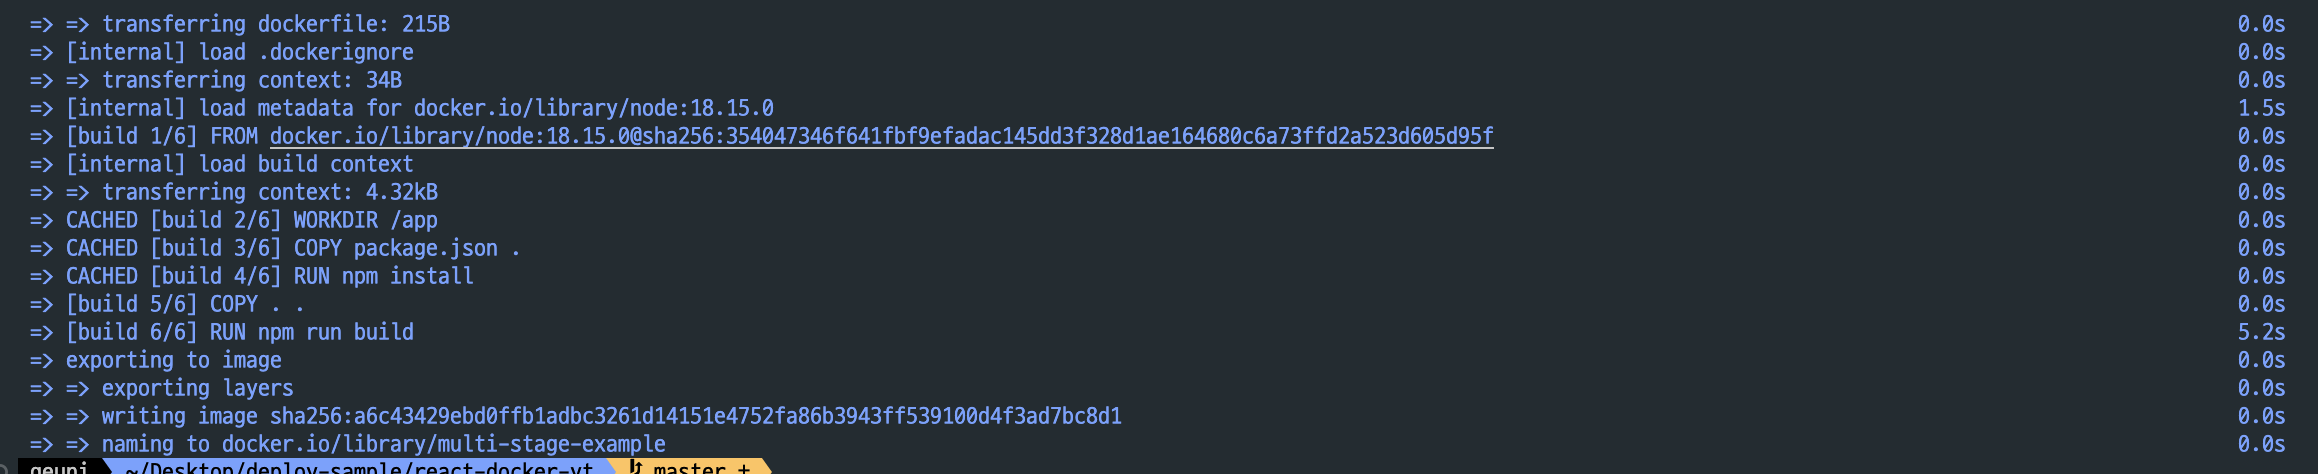 => => transferring dockerfile: 215B 0.0s
=> [internal] load .dockerignore 0.0s
=> => transferring context: 34B 0.0s
=> [internal] load metadata for docker.io/library/node:18.15.0 1.5s
=> [build 1/6] FROM docker.io/library/node:18.15.0@sha256:354047346f641fbf9efadac145dd3f328d1ae164680c6a73ffd2a523d605d95f 0.0s
=> [internal] load build context 0.0s
=> => transferring context: 4.32kB 0.0s
=> CACHED [build 2/6] WORKDIR /app 0.0s
=> CACHED [build 3/6] COPY package.json . 0.0s
=> CACHED [build 4/6] RUN npm install 0.0s
=> [build 5/6] COPY . . 0.0s
=> [build 6/6] RUN npm run build 5.2s
=> exporting to image 0.0s
=> => exporting layers 0.0s
=> => writing image sha256:a6c43429ebd0ffb1adbc3261d14151e4752fa86b3943ff539100d4f3ad7bc8d1 0.0s
=> => naming to docker.io/library/multi-stage-example 0.0s
geuni ~/Desktop/deploy-sample/react-docker-yt master +